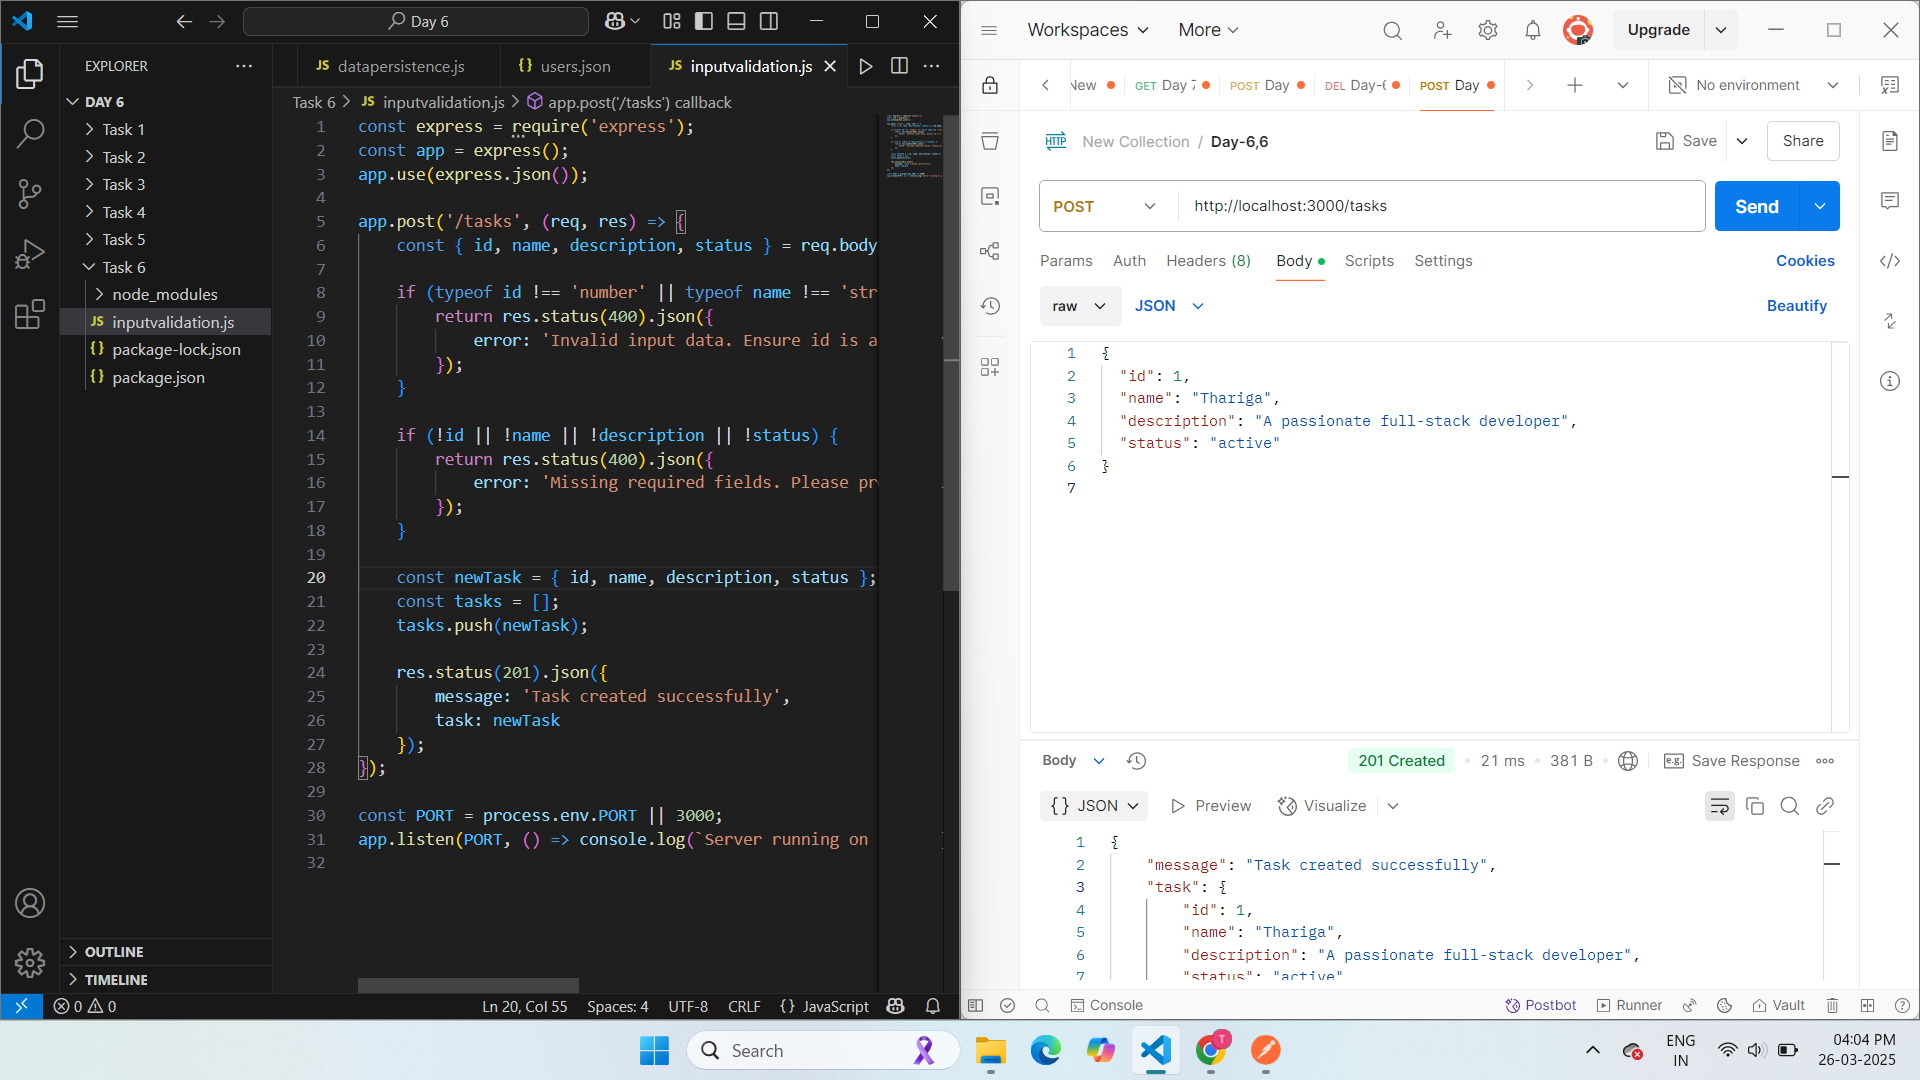 Day 6
EXPLORER
DAY 6
Task 1
Task 2
Task 3
Task 4
Task 5
Task 6
node_modules
JS inputvalidation.js
{} package-lock.json
{} package.json
OUTLINE
TIMELINE
JS datapersistence.js
{} users.json
JS inputvalidation.js
Task 6 > JS inputvalidation.js > app.post('/tasks') callback
1 const express = require('express');
2 const app = express();
3 app.use(express.json());
4
5 app.post('/tasks', (req, res) => {
6 const { id, name, description, status } = req.body
7
8 if (typeof id !== 'number' || typeof name !== 'str
9 return res.status(400).json({
10 error: 'Invalid input data. Ensure id is a
11 });
12 }
13
14 if (!id || !name || !description || !status) {
15 return res.status(400).json({
16 error: 'Missing required fields. Please pr
17 });
18 }
19
20 const newTask = { id, name, description, status };
21 const tasks = [];
22 tasks.push(newTask);
23
24 res.status(201).json({
25 message: 'Task created successfully',
26 task: newTask
27 });
28 });
29
30 const PORT = process.env.PORT || 3000;
31 app.listen(PORT, () => console.log(`Server running on
32
0 0
Ln 20, Col 55 Spaces: 4 UTF-8 CRLF {} JavaScript
Workspaces More Upgrade
New GET Day 7 POST Day DEL Day-6 POST Day No environment
HTTP New Collection / Day-6,6 Save Share
POST http://localhost:3000/tasks Send
Params Auth Headers (8) Body Scripts Settings Cookies
raw JSON Beautify
1 {
2 "id": 1,
3 "name": "Thariga",
4 "description": "A passionate full-stack developer",
5 "status": "active"
6 }
7
Body 201 Created 21 ms 381 B e.g. Save Response
{} JSON Preview Visualize
1 {
2 "message": "Task created successfully",
3 "task": {
4 "id": 1,
5 "name": "Thariga",
6 "description": "A passionate full-stack developer",
7 "status": "active"
Console Postbot Runner Vault
Search
T
ENG
IN
04:04 PM
26-03-2025